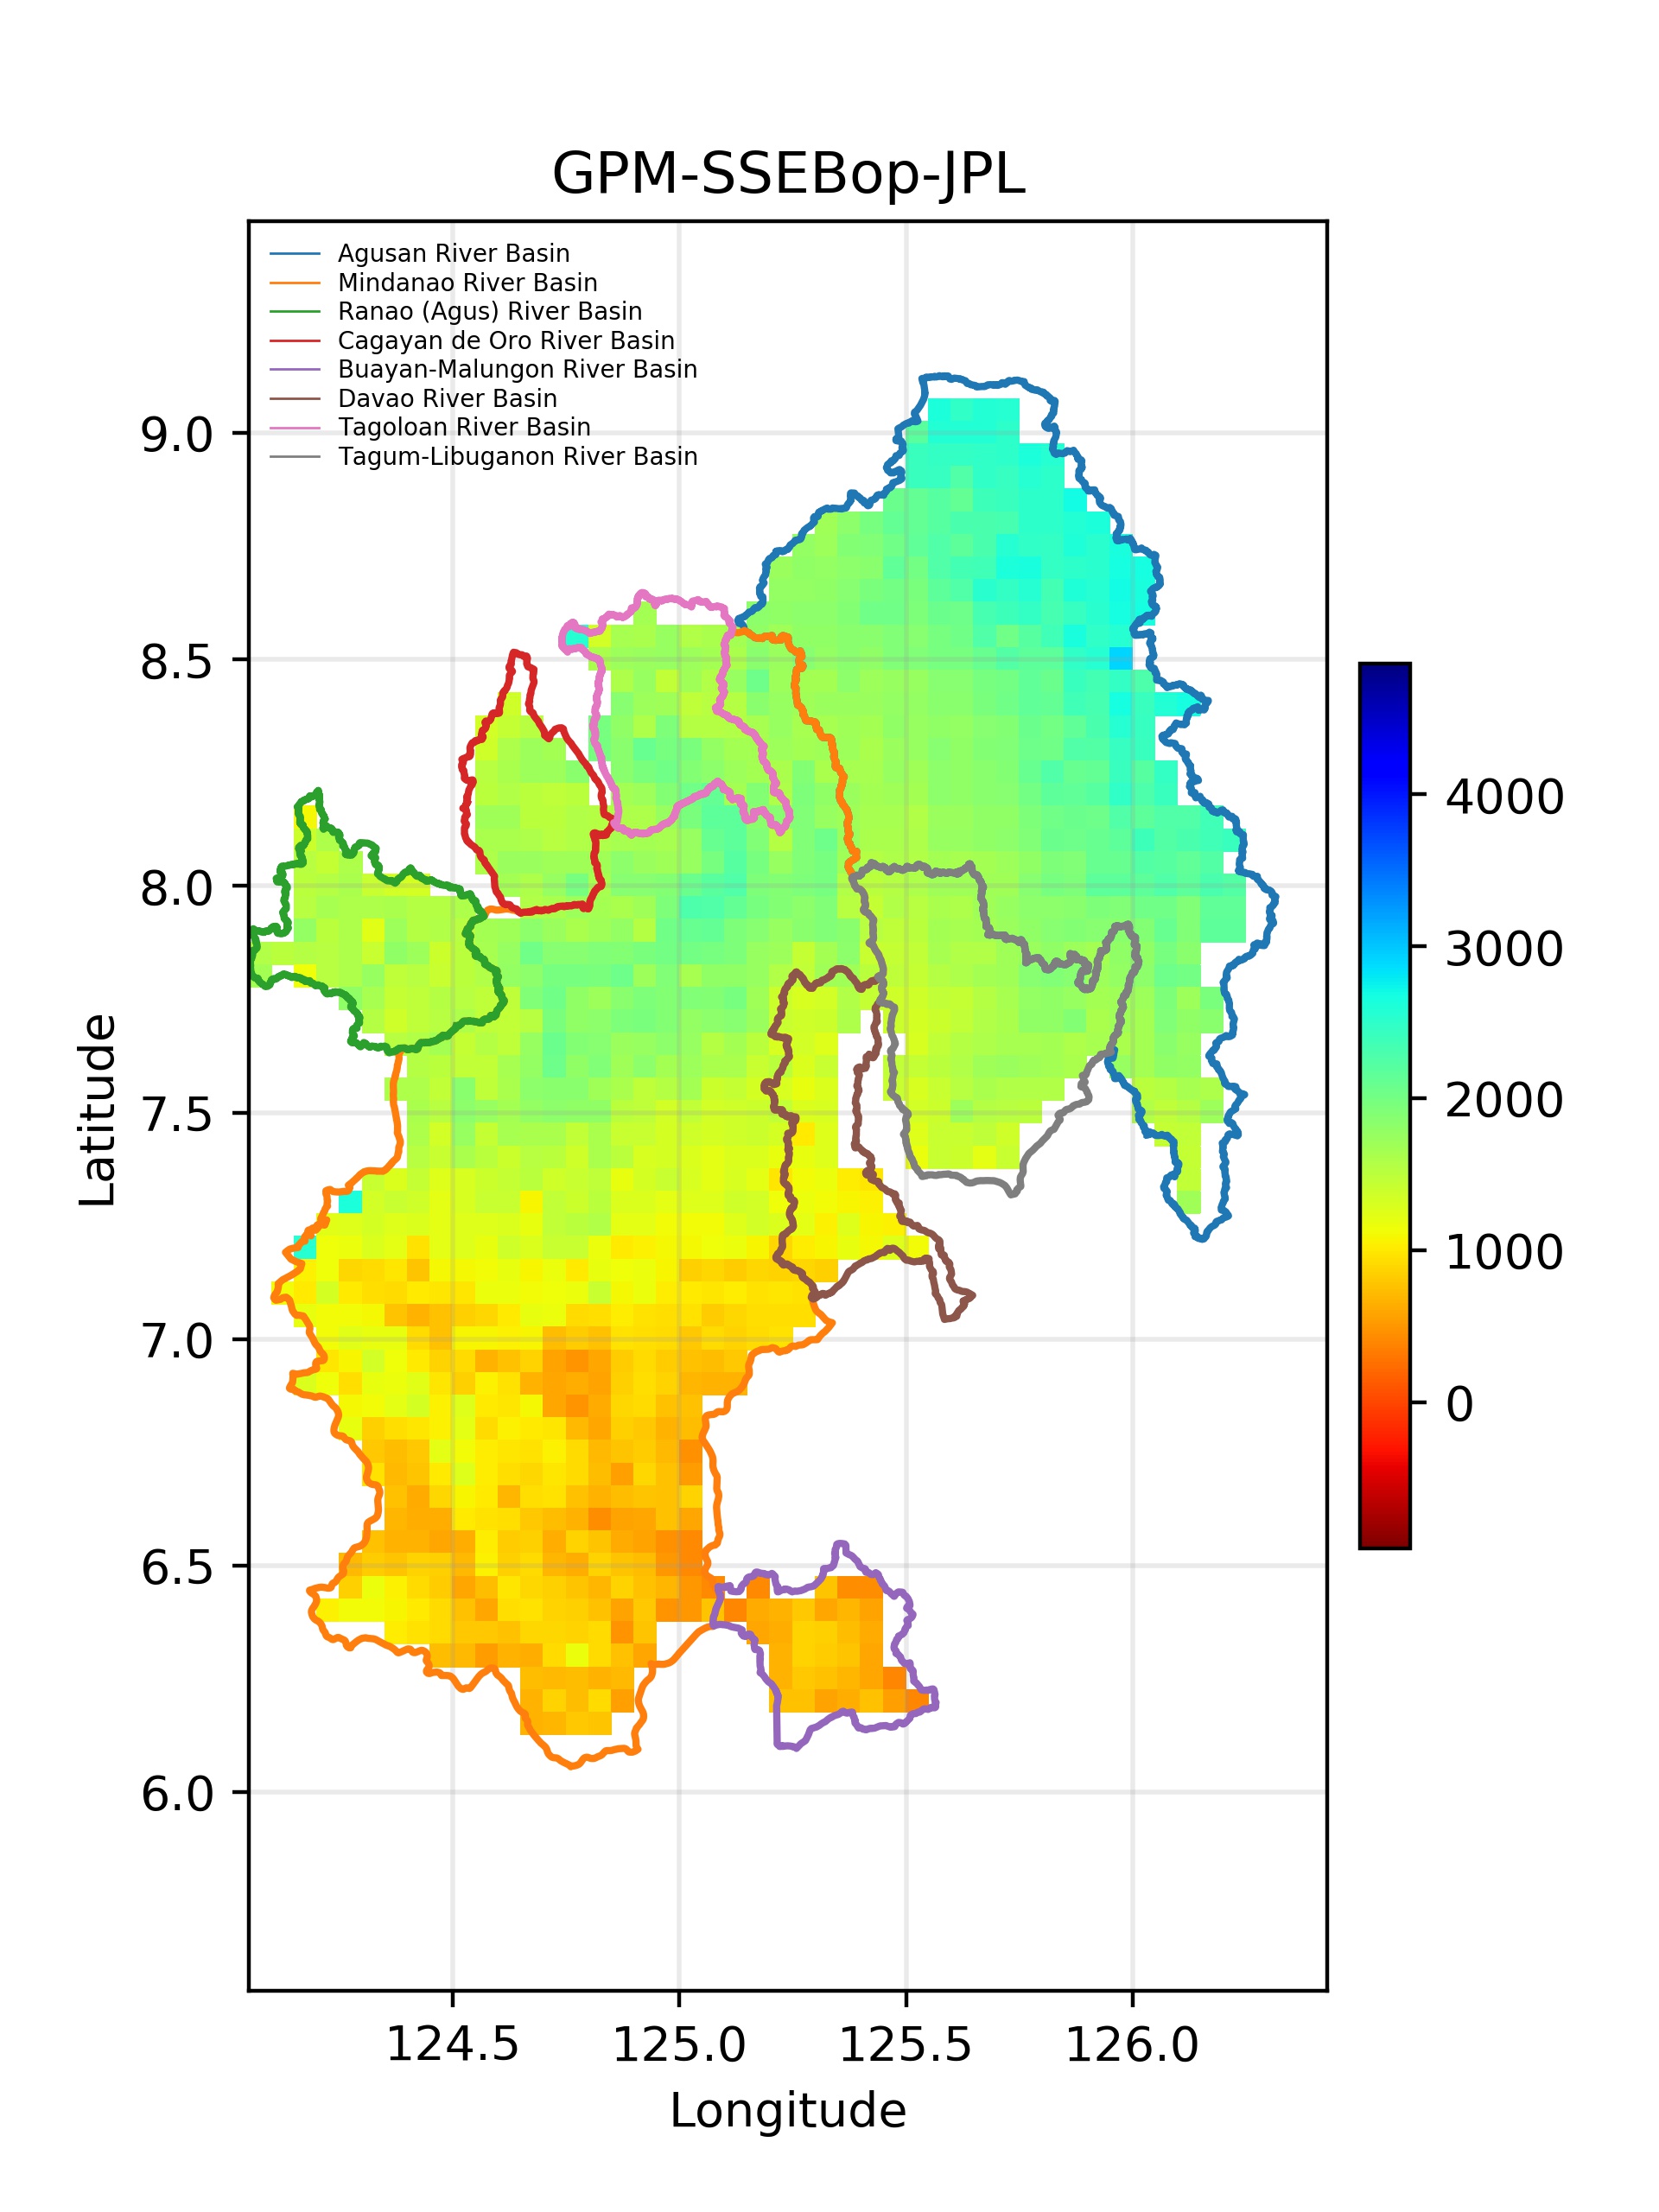 GPM-SSEBop-JPL
Agusan River Basin
Mindanao River Basin
Ranao (Agus) River Basin
Cagayan de Oro River Basin
Buayan-Malungon River Basin
Davao River Basin
Tagoloan River Basin
Tagum-Libuganon River Basin
9.0
8.5
8.0
7.5
7.0
6.5
6.0
Latitude
124.5 125.0 125.5 126.0
Longitude
4000
3000
2000
1000
0